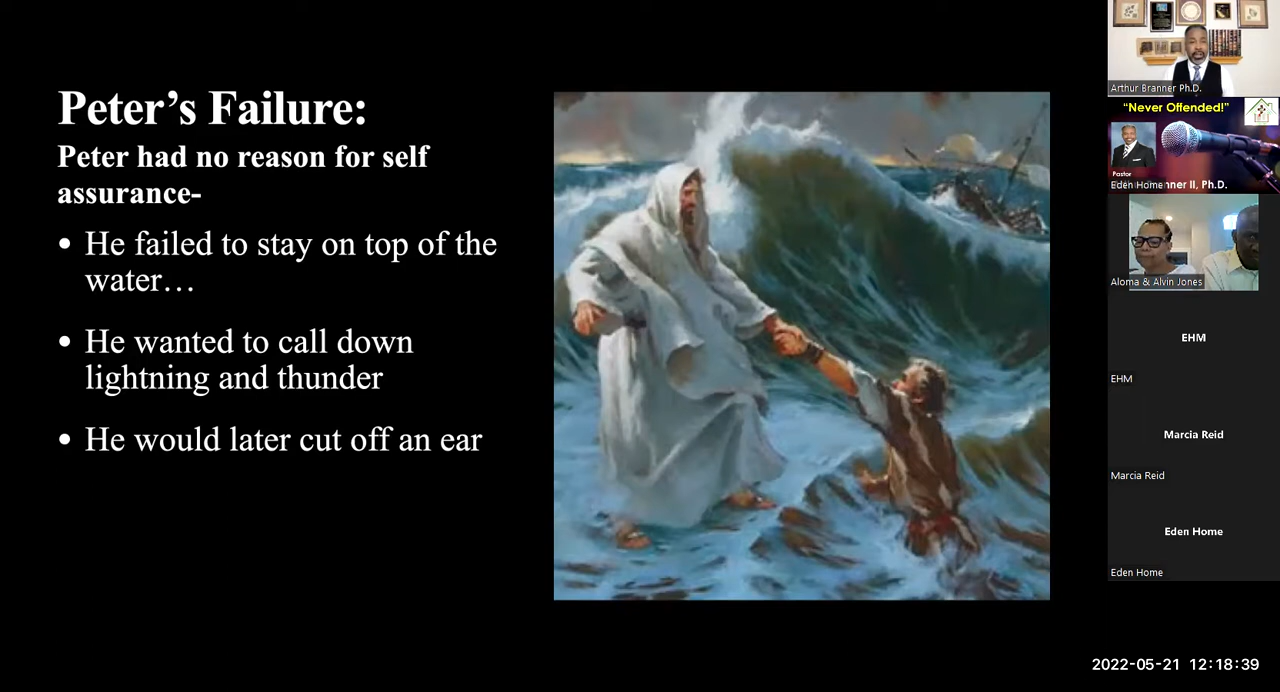 Peter’s Failure:
Peter had no reason for self
assurance-
• He failed to stay on top of the
water…
• He wanted to call down
lightning and thunder
• He would later cut off an ear
Arthur Branner Ph.D.
“Never Offended!”
Pastor
Eden Home
nner II, Ph.D.
Aloma & Alvin Jones
EHM
EHM
Marcia Reid
Marcia Reid
Eden Home
Eden Home
2022-05-21 12:18:39